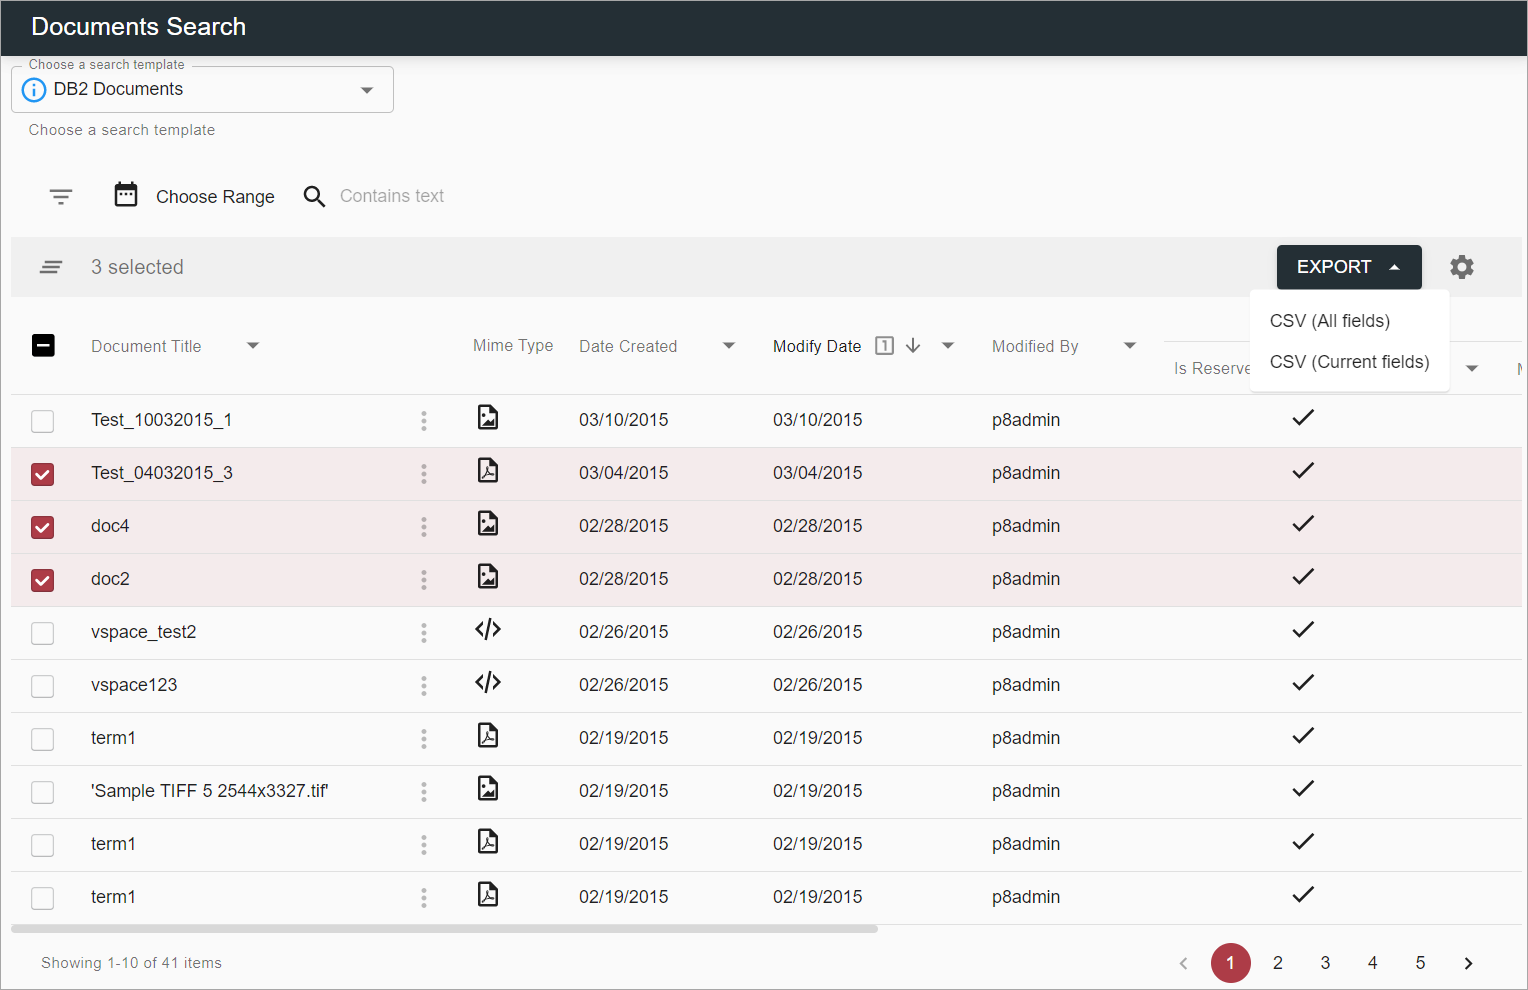 Documents Search
Choose a search template
DB2 Documents
Choose a search template
Choose Range
Contains text
3 selected
EXPORT
CSV (All fields)
CSV (Current fields)
Document Title
Mime Type
Date Created
Modify Date
1
Modified By
Is Reserve
M
Test_10032015_1 03/10/2015 03/10/2015 p8admin
Test_04032015_3 03/04/2015 03/04/2015 p8admin
doc4 02/28/2015 02/28/2015 p8admin
doc2 02/28/2015 02/28/2015 p8admin
vspace_test2 </> 02/26/2015 02/26/2015 p8admin
vspace123 </> 02/26/2015 02/26/2015 p8admin
term1 02/19/2015 02/19/2015 p8admin
'Sample TIFF 5 2544x3327.tif' 02/19/2015 02/19/2015 p8admin
term1 02/19/2015 02/19/2015 p8admin
term1 02/19/2015 02/19/2015 p8admin
Showing 1-10 of 41 items
1 2 3 4 5